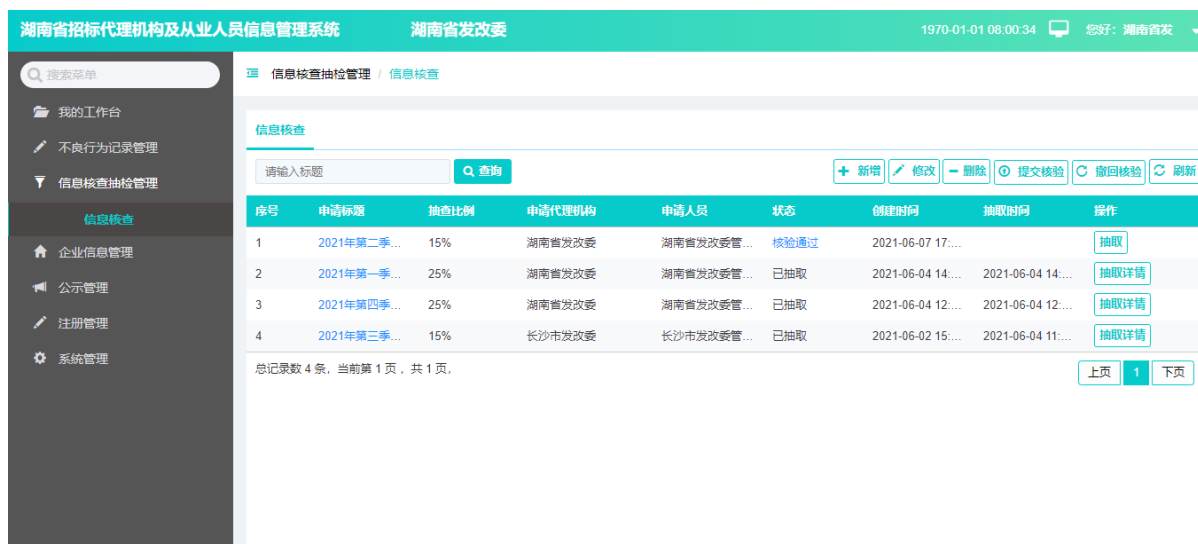 湖南省招标代理机构及从业人员信息管理系统 湖南省发改委 1970-01-01 08:00:34 您好：湖南省发
搜索菜单
信息核查抽检管理 / 信息核查
我的工作台
不良行为记录管理
信息核查抽检管理
信息核查
企业信息管理
公示管理
注册管理
系统管理
信息核查
请输入标题 查询 新增 修改 删除 提交核验 撤回核验 刷新
序号 申请标题 抽查比例 申请代理机构 申请人员 状态 创建时间 抽取时间 操作
1 2021年第二季... 15% 湖南省发改委 湖南省发改委管... 核验通过 2021-06-07 17:... 抽取
2 2021年第一季... 25% 湖南省发改委 湖南省发改委管... 已抽取 2021-06-04 14:... 2021-06-04 14:... 抽取详情
3 2021年第四季... 25% 湖南省发改委 湖南省发改委管... 已抽取 2021-06-04 12:... 2021-06-04 12:... 抽取详情
4 2021年第三季... 15% 长沙市发改委 长沙市发改委管... 已抽取 2021-06-02 15:... 2021-06-04 11:... 抽取详情
总记录数 4 条，当前第 1 页 ，共 1 页,
上页 1 下页